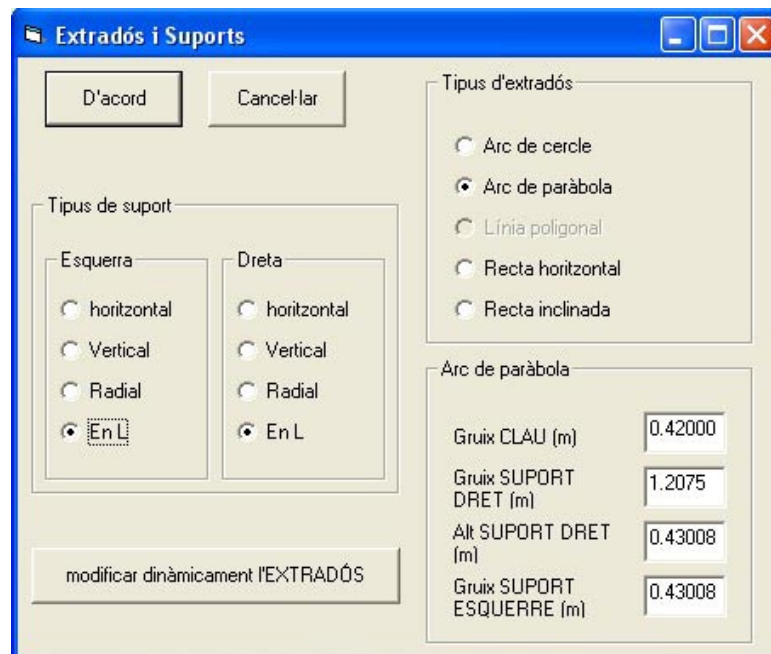 Extradós i Suports
D'acord
Cancel·lar
Tipus de suport
Esquerra
horitzontal
Vertical
Radial
En L
Dreta
horitzontal
Vertical
Radial
En L
modificar dinàmicament l'EXTRADÓS
Tipus d'extradós
Arc de cercle
Arc de paràbola
Línia poligonal
Recta horitzontal
Recta inclinada
Arc de paràbola
Gruix CLAU (m) 0.42000
Gruix SUPORT
DRET (m) 1.2075
Alt SUPORT DRET
(m) 0.43008
Gruix SUPORT
ESQUERRE (m) 0.43008